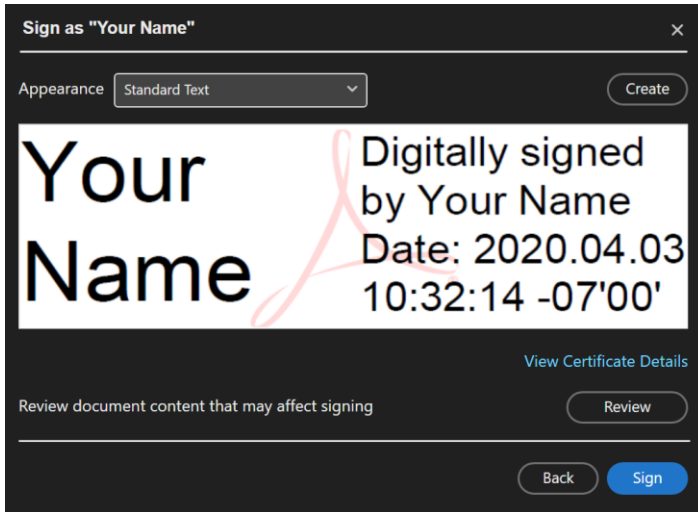 Sign as "Your Name"
Appearance
Standard Text
Create
Your
Name
Digitally signed
by Your Name
Date: 2020.04.03
10:32:14 -07'00'
View Certificate Details
Review document content that may affect signing
Review
Back
Sign